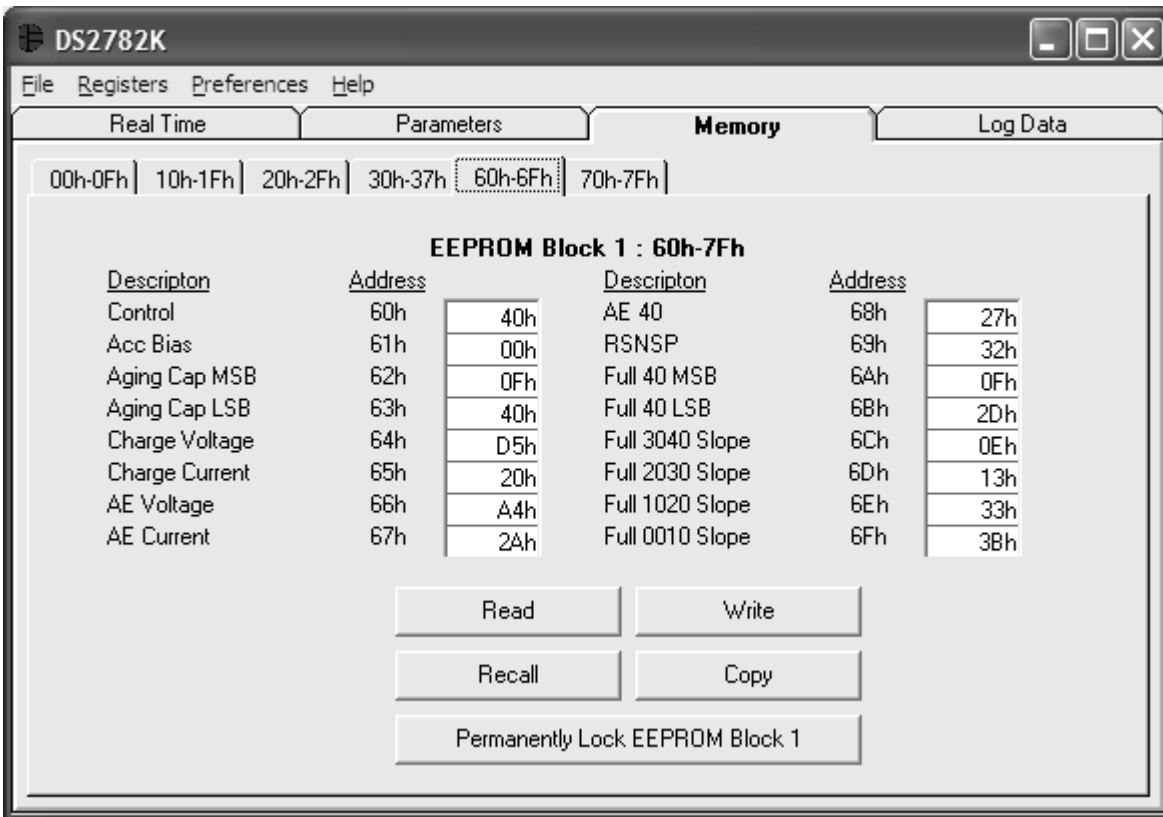 DS2782K
File Registers Preferences Help
Real Time Parameters Memory Log Data
00h-0Fh 10h-1Fh 20h-2Fh 30h-37h 60h-6Fh 70h-7Fh
EEPROM Block 1 : 60h-7Fh
Descripton Address Descripton Address
Control 60h 40h AE 40 68h 27h
Acc Bias 61h 00h RSNSP 69h 32h
Aging Cap MSB 62h 0Fh Full 40 MSB 6Ah 0Fh
Aging Cap LSB 63h 40h Full 40 LSB 6Bh 2Dh
Charge Voltage 64h D5h Full 3040 Slope 6Ch 0Eh
Charge Current 65h 20h Full 2030 Slope 6Dh 13h
AE Voltage 66h A4h Full 1020 Slope 6Eh 33h
AE Current 67h 2Ah Full 0010 Slope 6Fh 3Bh
Read Write
Recall Copy
Permanently Lock EEPROM Block 1